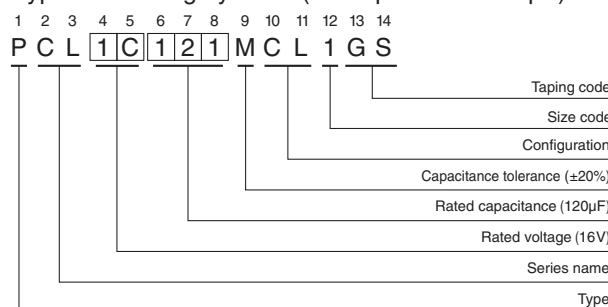 1 2 3 4 5 6 7 8 9 10 11 12 13 14
P C L 1 C 1 2 1 M C L 1 G S
Taping code
Size code
Configuration
Capacitance tolerance (±20%)
Rated capacitance (120µF)
Rated voltage (16V)
Series name
Type